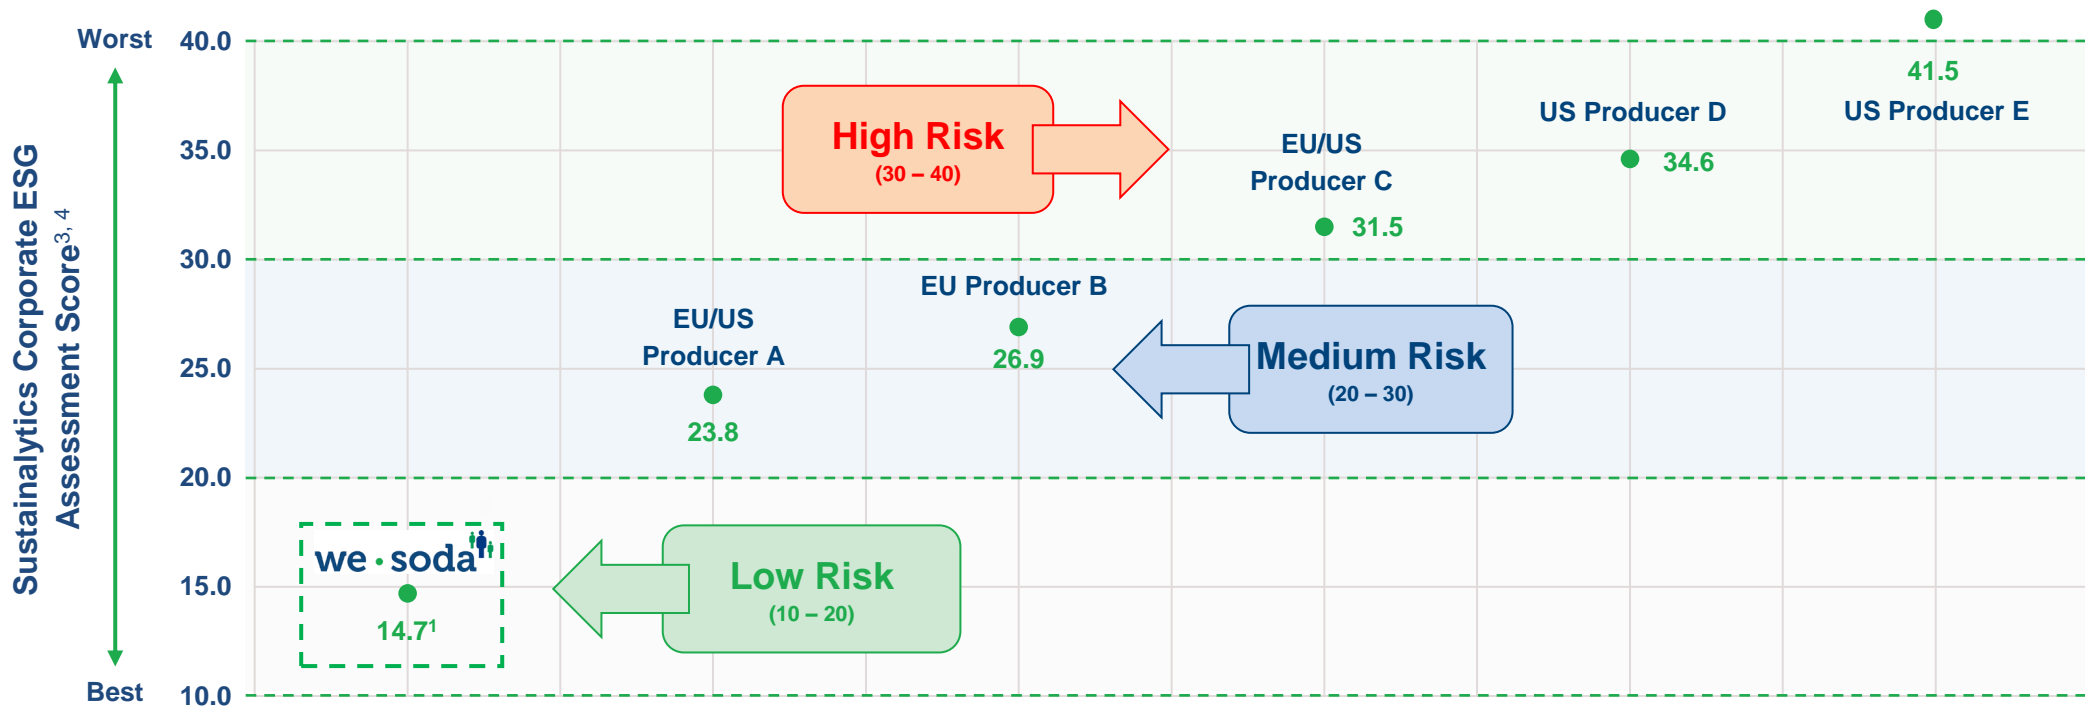 Sustainalytics Corporate ESG
Assessment Score3, 4
Worst
Best
40.0
35.0
30.0
25.0
20.0
15.0
10.0
we·soda
14.7¹
Low Risk
(10 – 20)
EU/US
Producer A
23.8
EU Producer B
26.9
Medium Risk
(20 – 30)
High Risk
(30 – 40)
EU/US
Producer C
31.5
US Producer D
34.6
41.5
US Producer E